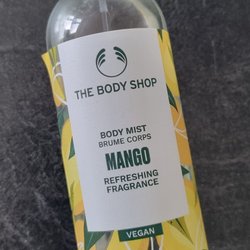 THE BODY SHOP
BODY MIST
BRUME CORPS
MANGO
REFRESHING
FRAGRANCE
VEGAN